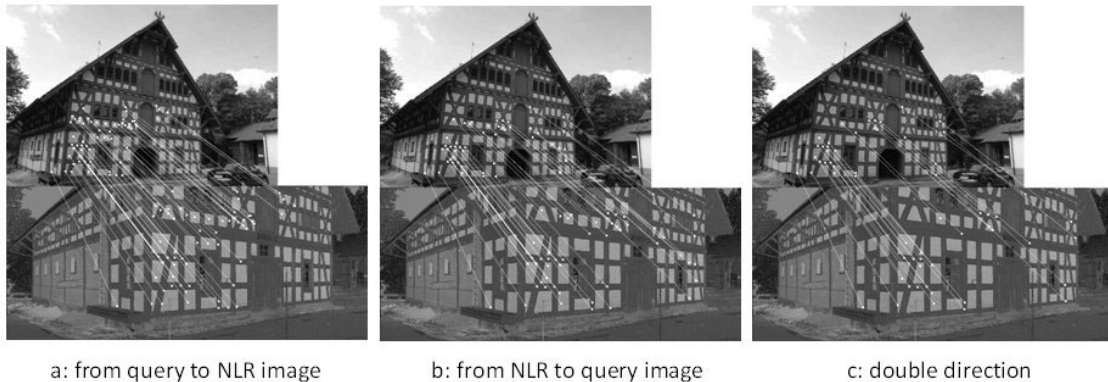 a: from query to NLR image
b: from NLR to query image
c: double direction